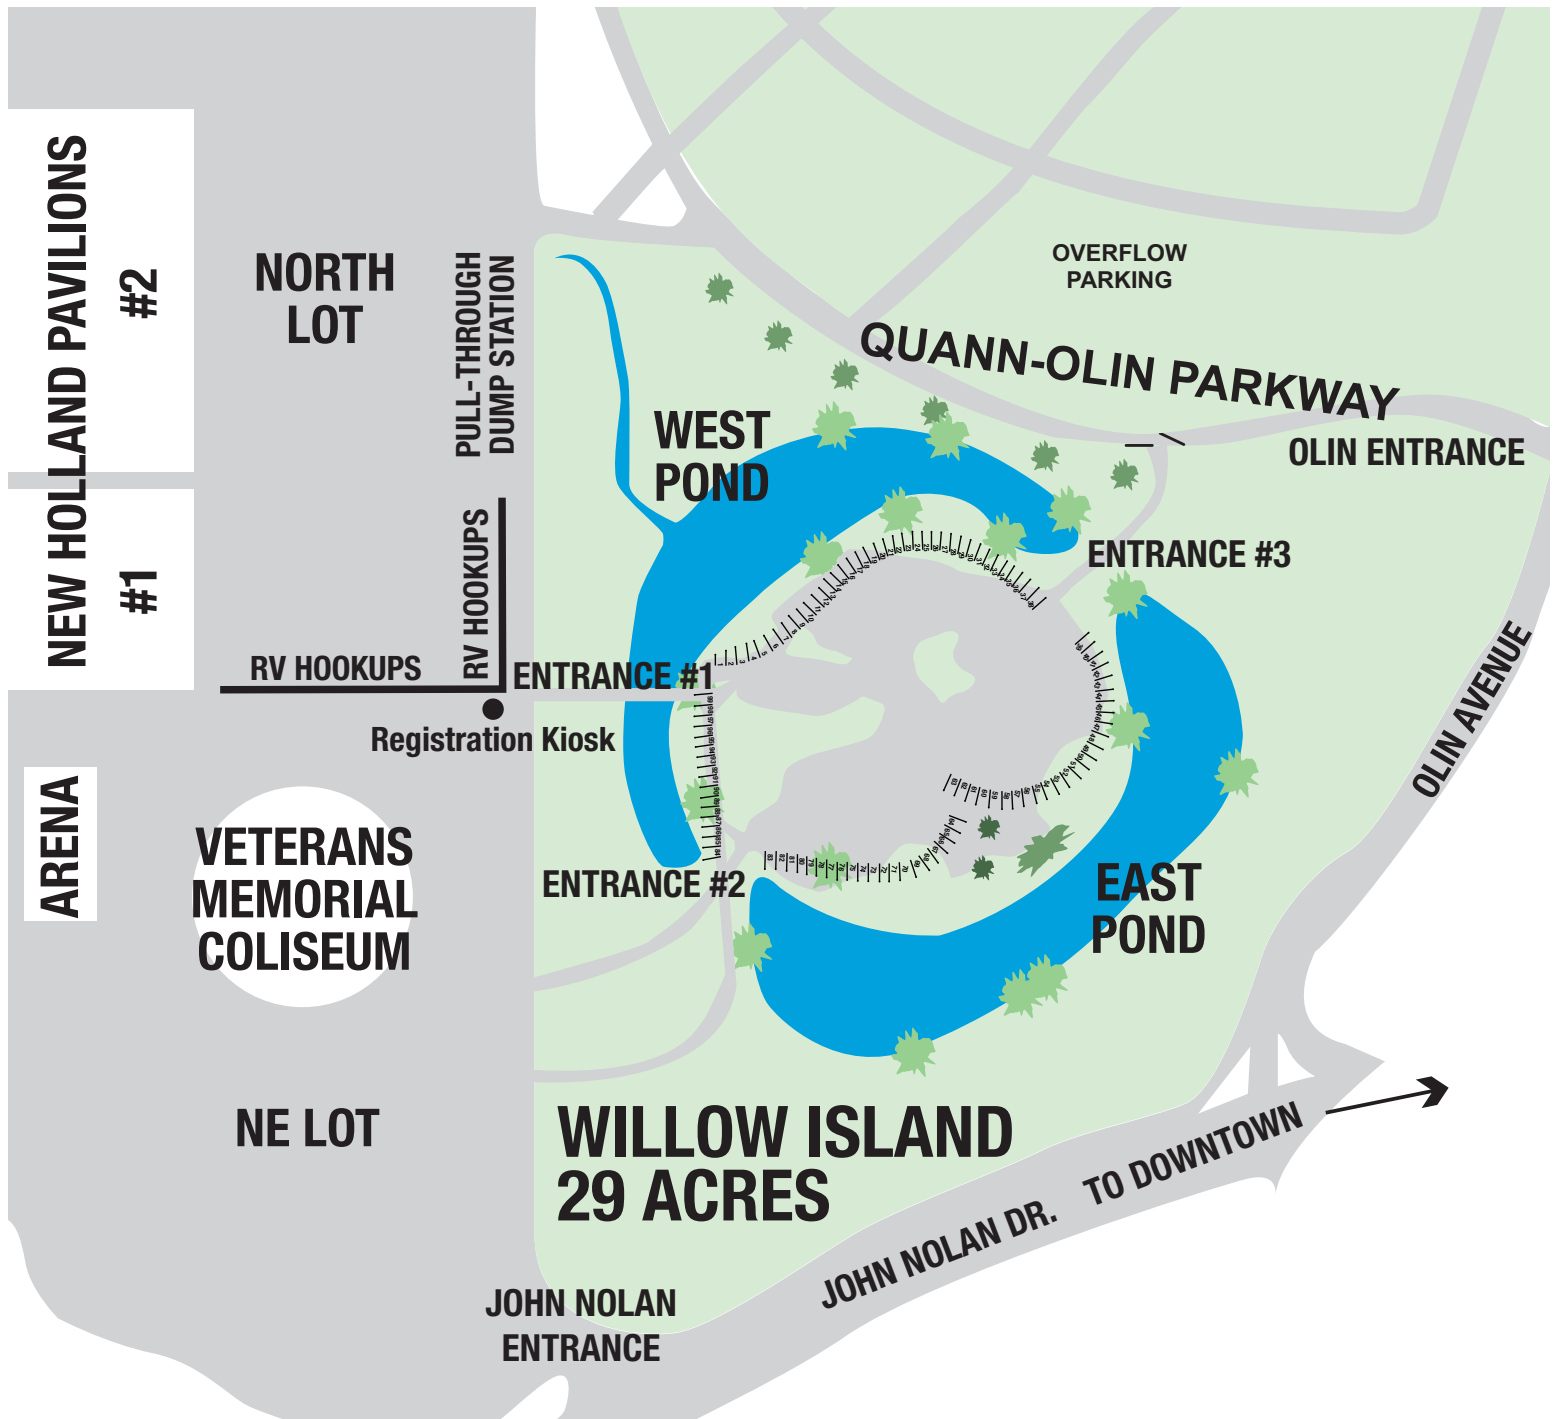 NEW HOLLAND PAVILIONS
#2
#1
NORTH
LOT
PULL-THROUGH
DUMP STATION
OVERFLOW
PARKING
QUANN-OLIN PARKWAY
OLIN ENTRANCE
WEST
POND
RV HOOKUPS
RV HOOKUPS
ENTRANCE #1
Registration Kiosk
ENTRANCE #3
OLIN AVENUE
ARENA
VETERANS
MEMORIAL
COLISEUM
ENTRANCE #2
EAST
POND
NE LOT
WILLOW ISLAND
29 ACRES
JOHN NOLAN DR.
TO DOWNTOWN
JOHN NOLAN
ENTRANCE